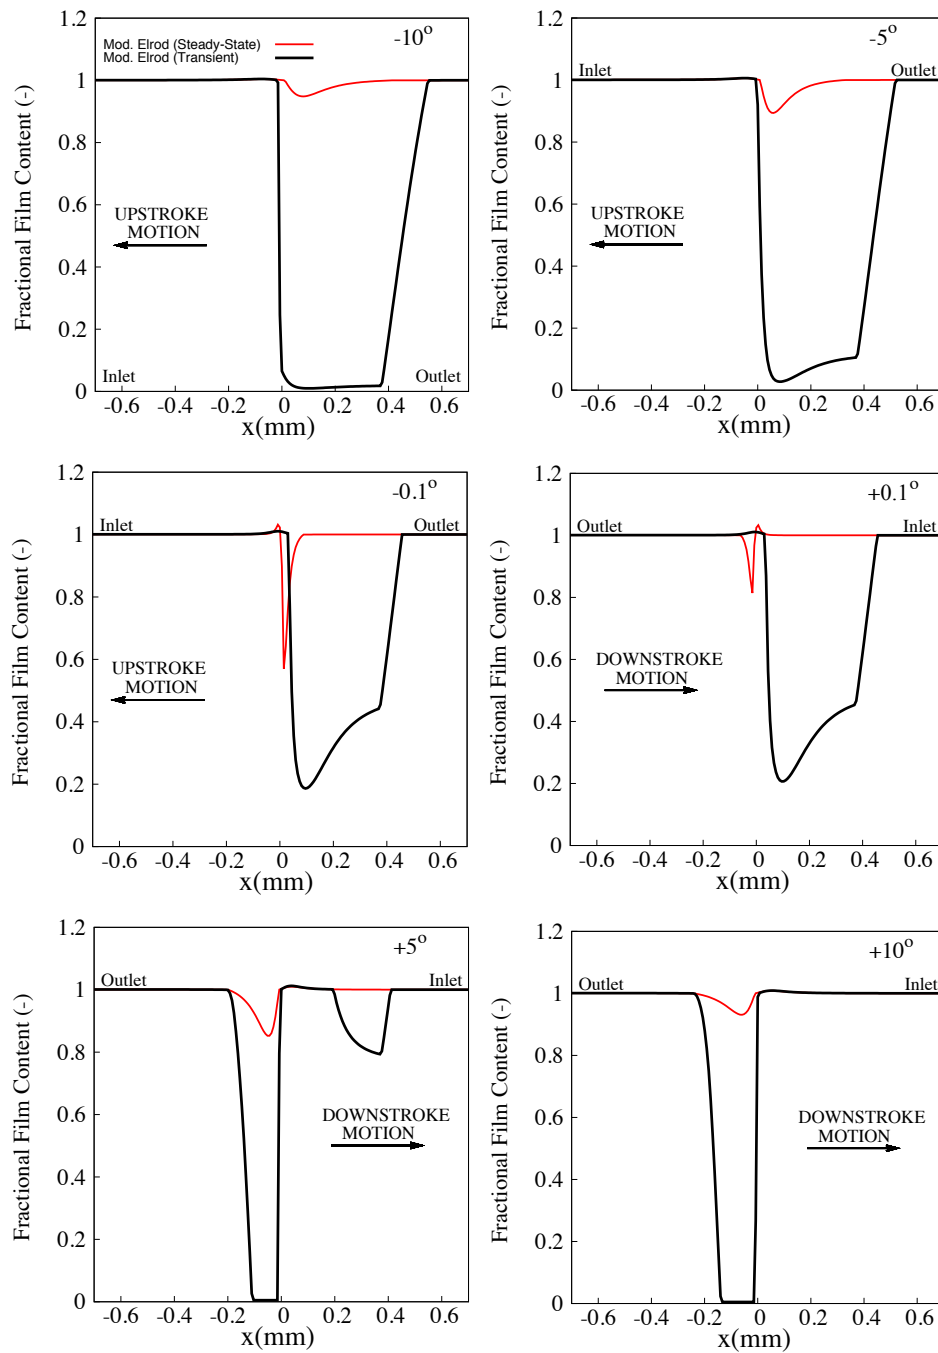 1.2
-10o
Mod. Elrod (Steady-State)
Mod. Elrod (Transient)
1
0.8
0.6
0.4
0.2
0
Fractional Film Content (-)
UPSTROKE
MOTION
Inlet
Outlet
-0.6 -0.4 -0.2 0 0.2 0.4 0.6
x(mm)
1.2
-5o
Inlet
Outlet
1
0.8
0.6
0.4
0.2
0
Fractional Film Content (-)
UPSTROKE
MOTION
-0.6 -0.4 -0.2 0 0.2 0.4 0.6
x(mm)
1.2
-0.1o
Inlet
Outlet
1
0.8
0.6
0.4
0.2
0
Fractional Film Content (-)
UPSTROKE
MOTION
-0.6 -0.4 -0.2 0 0.2 0.4 0.6
x(mm)
1.2
+0.1o
Outlet
Inlet
1
0.8
0.6
0.4
0.2
0
Fractional Film Content (-)
DOWNSTROKE
MOTION
-0.6 -0.4 -0.2 0 0.2 0.4 0.6
x(mm)
1.2
+5o
Outlet
Inlet
1
0.8
0.6
0.4
0.2
0
Fractional Film Content (-)
DOWNSTROKE
MOTION
-0.6 -0.4 -0.2 0 0.2 0.4 0.6
x(mm)
1.2
+10o
Outlet
Inlet
1
0.8
0.6
0.4
0.2
0
Fractional Film Content (-)
DOWNSTROKE
MOTION
-0.6 -0.4 -0.2 0 0.2 0.4 0.6
x(mm)